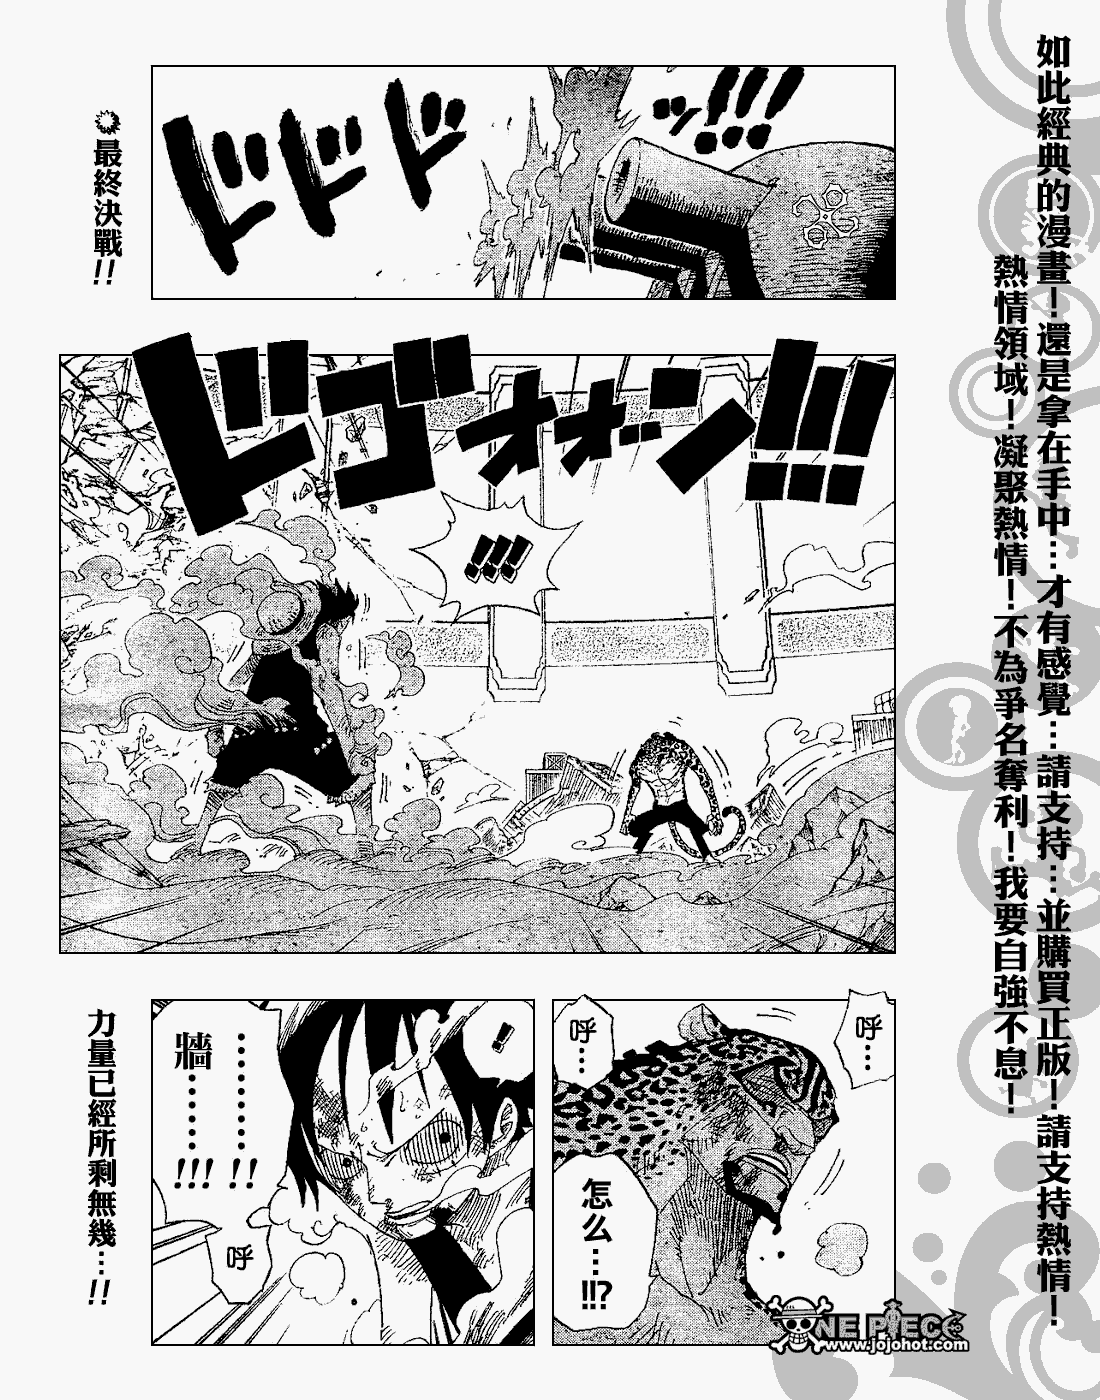 如此經典的漫畫！還是拿在手中…才有感覺…請支持…並購買正版！請支持熱情！
熱情領域！凝聚熱情！不為爭名奪利！我要自強不息！
ッ!!!
ドドド
最終決戰!!
ドゴオオーン!!!
!!!
呼…
呼…
怎么…!!?
!
………!!
牆………!!!
呼
力量已經所剩無幾…!!
ONE PIECE
www.jojohot.com